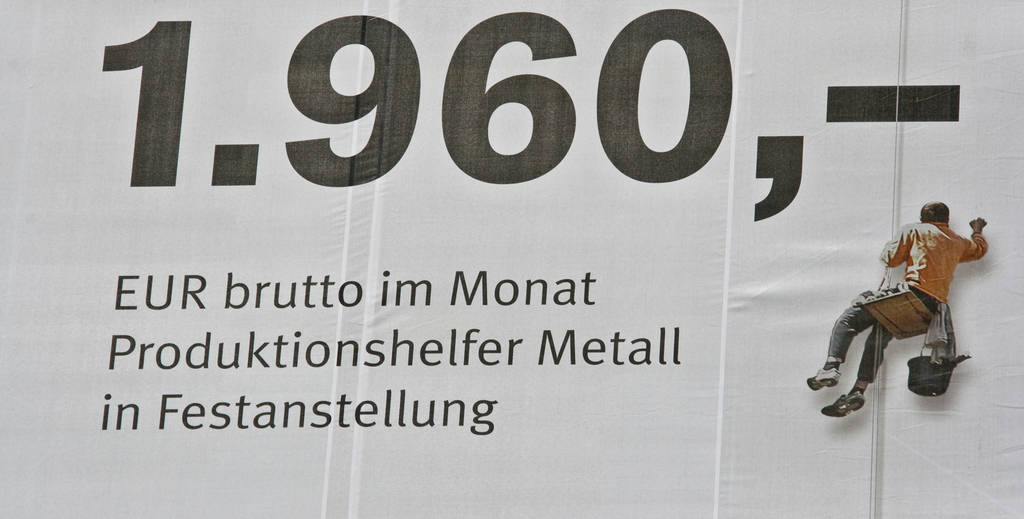 1.960,–
EUR brutto im Monat
Produktionshelfer Metall
in Festanstellung